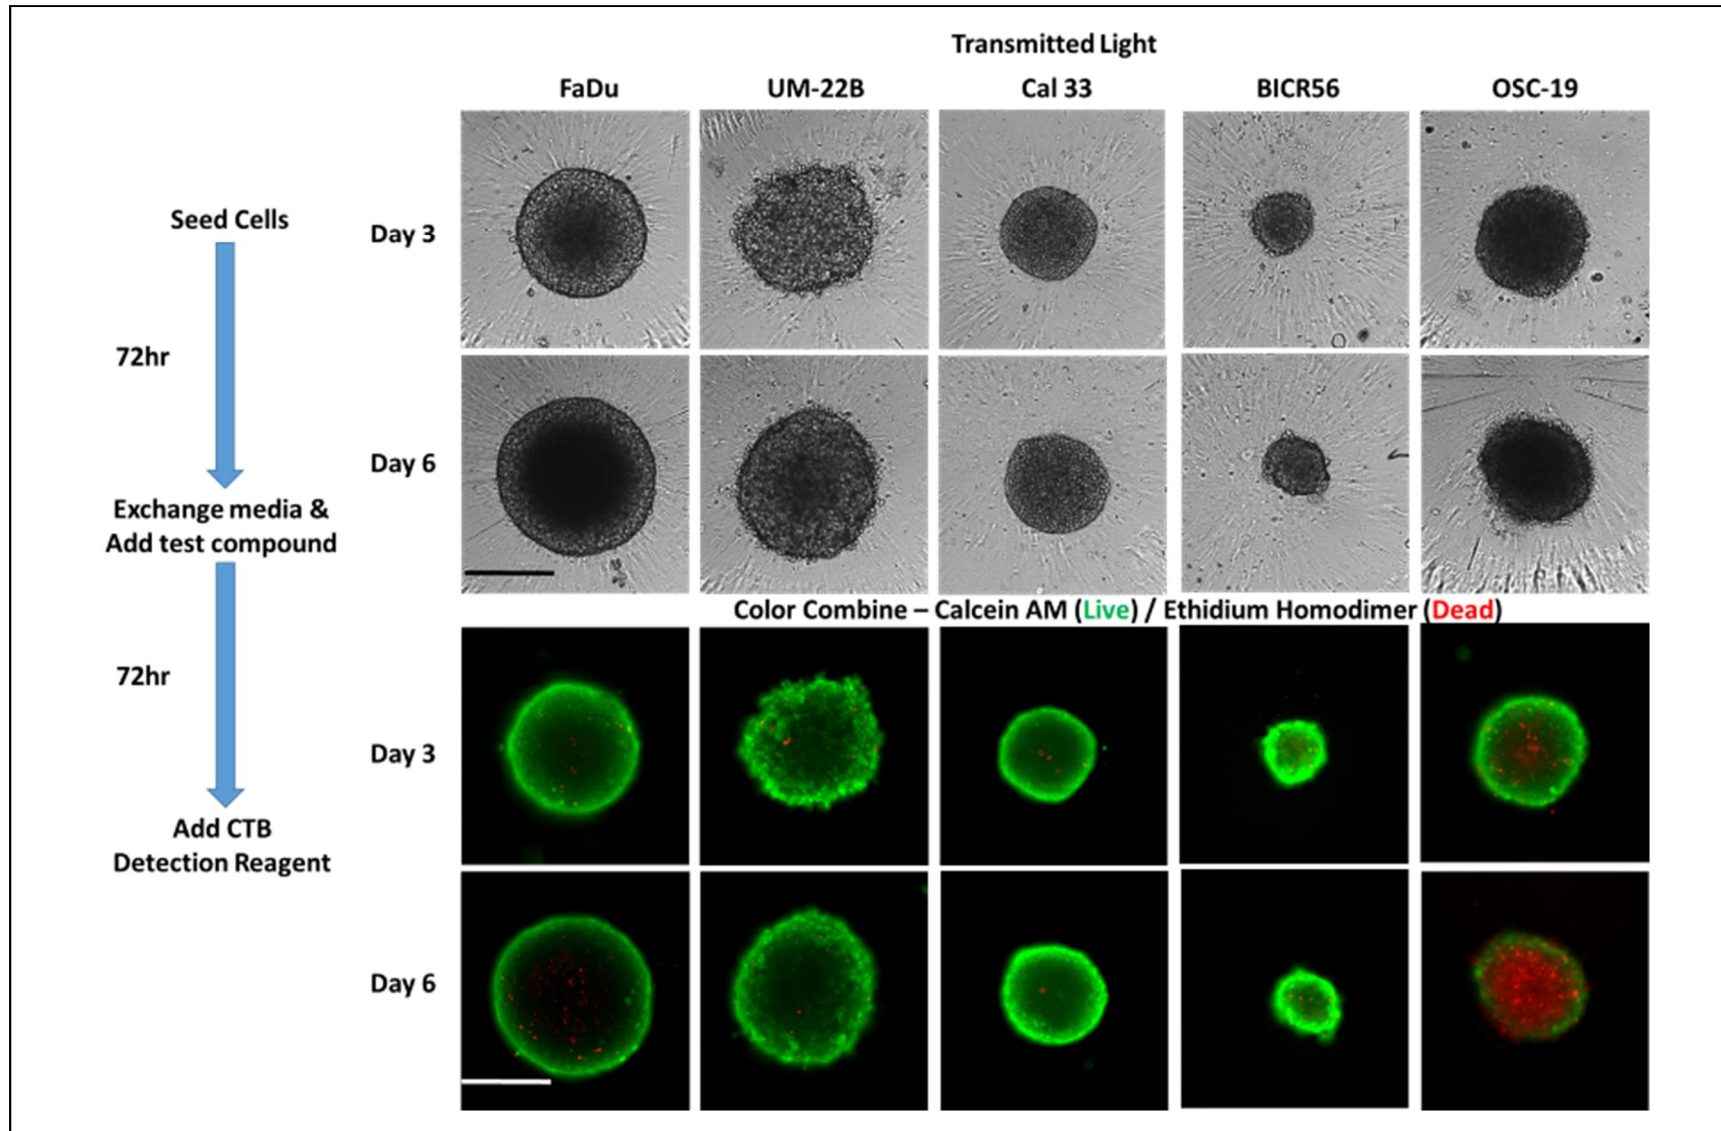 Transmitted Light
FaDu
UM-22B
Cal 33
BICR56
OSC-19
Seed Cells
Day 3
72hr
Day 6
Exchange media &
Add test compound
Color Combine – Calcein AM (Live) / Ethidium Homodimer (Dead)
72hr
Day 3
Add CTB
Detection Reagent
Day 6